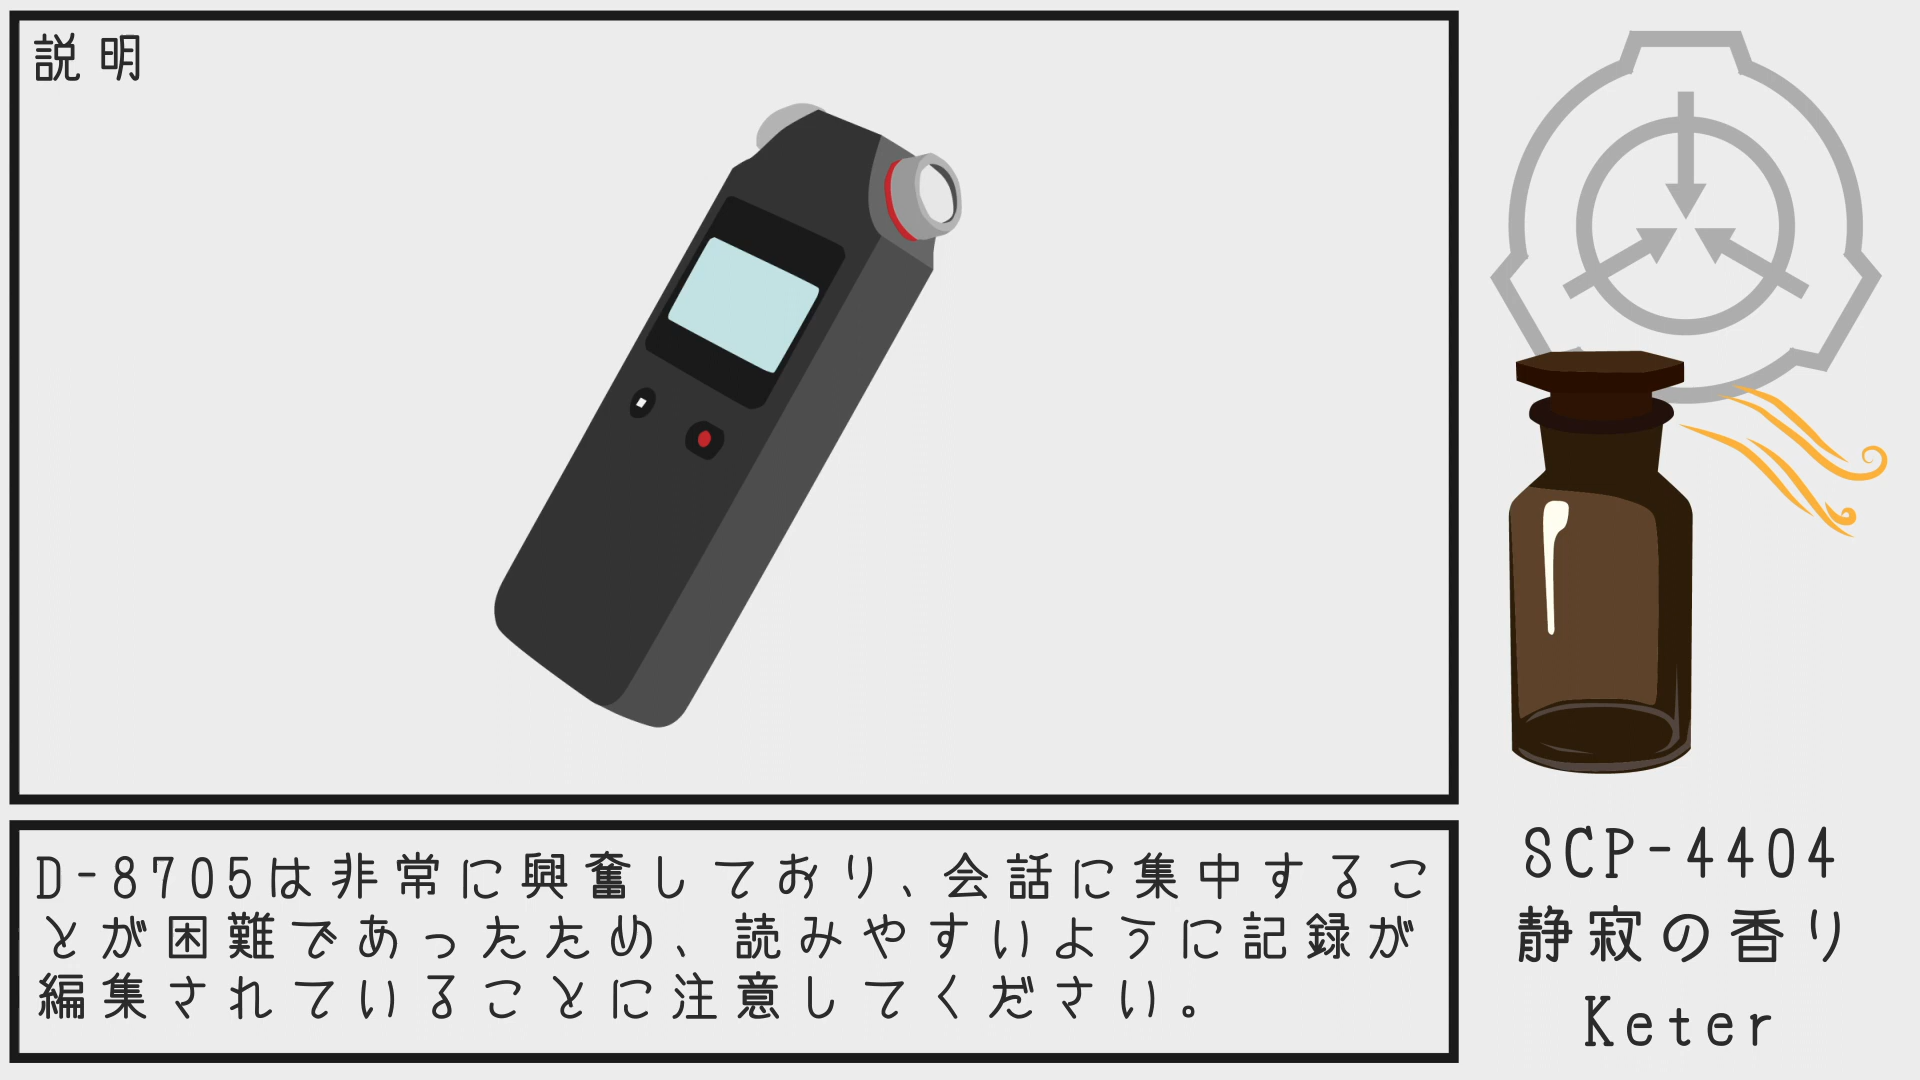 説明
D-8705は非常に興奮しており、会話に集中するこ
とが困難であったため、読みやすいように記録が
編集されていることに注意してください。
SCP-4404
静寂の香り
Keter